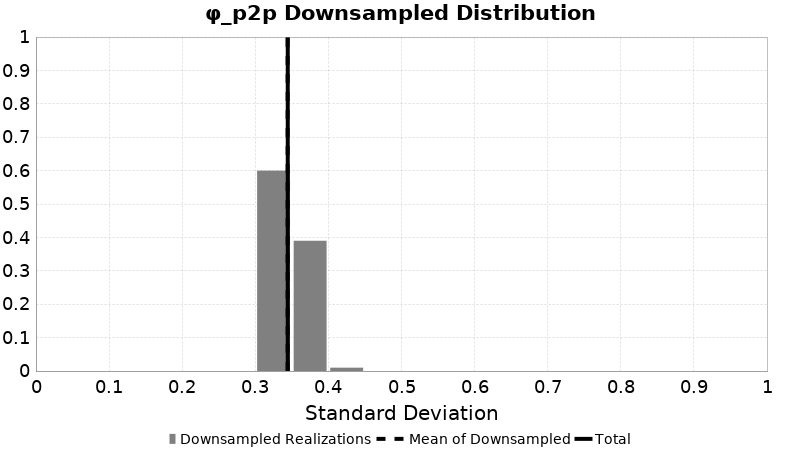 φ_p2p Downsampled Distribution
1
0.9
0.8
0.7
0.6
0.5
0.4
0.3
0.2
0.1
0
0 0.1 0.2 0.3 0.4 0.5 0.6 0.7 0.8 0.9 1
Standard Deviation
Downsampled Realizations Mean of Downsampled Total